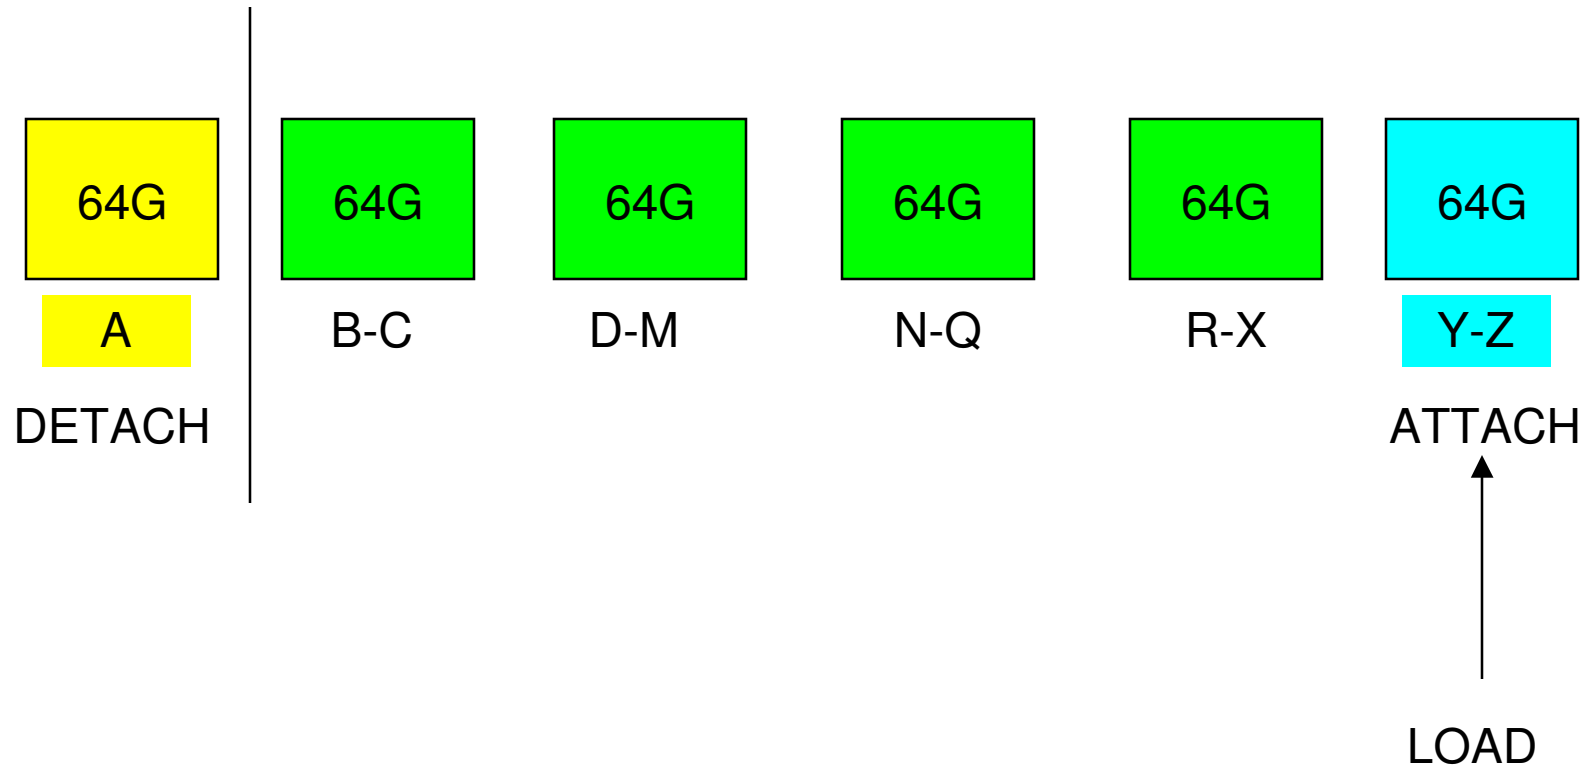 64G 64G 64G 64G 64G 64G
A B-C D-M N-Q R-X Y-Z
DETACH ATTACH
LOAD